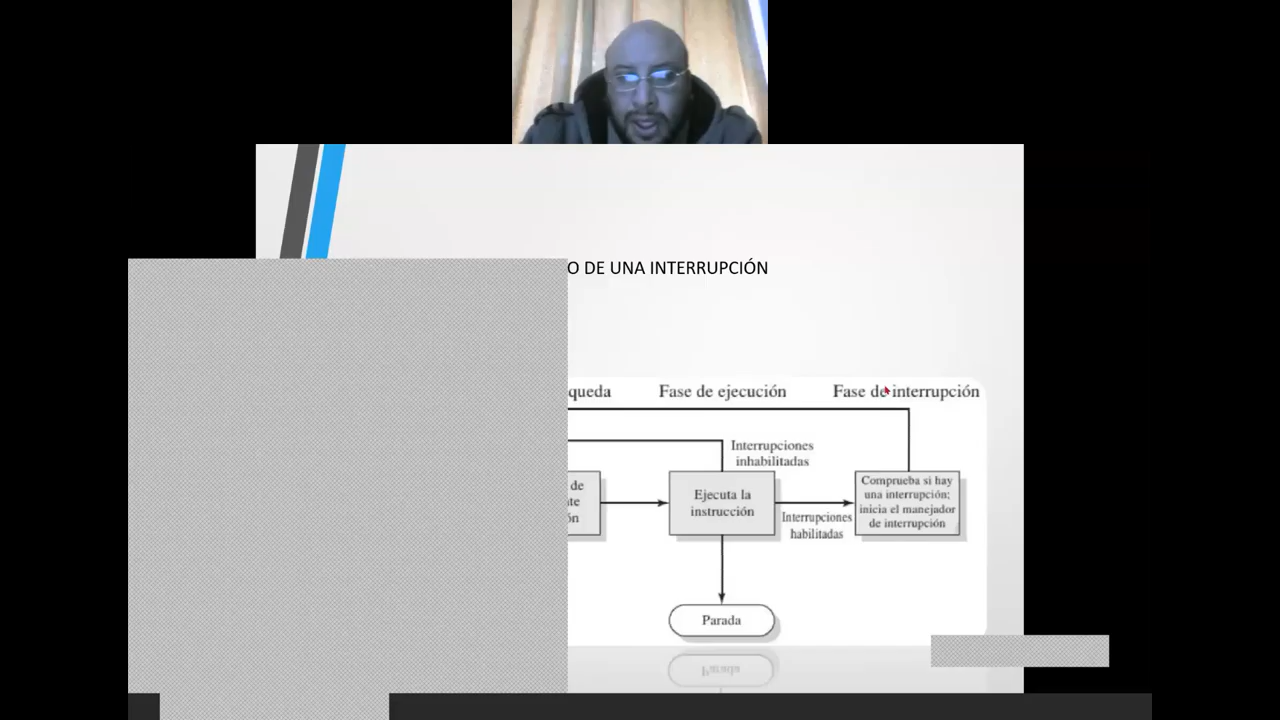 O DE UNA INTERRUPCIÓN
queda
Fase de ejecución
Fase de interrupción
Interrupciones
inhabilitadas
de
te
ón
Ejecuta la
instrucción
Interrupciones
habilitadas
Comprueba si hay
una interrupción;
inicia el manejador
de interrupción
Parada
Parada